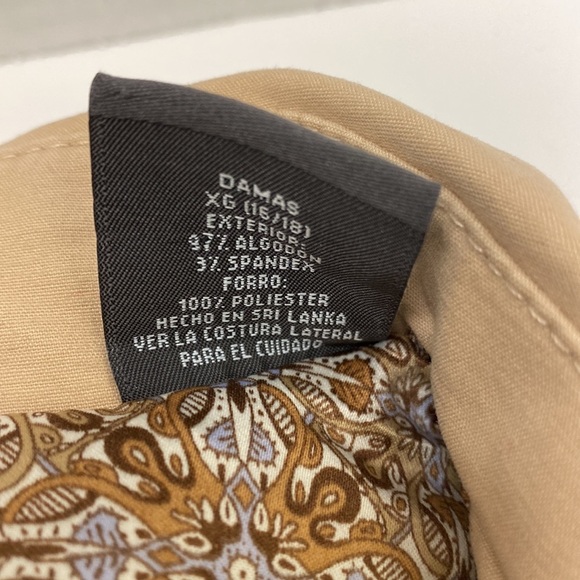 DAMAS
XG (16/18)
EXTERIOR:
97% ALGODON
3% SPANDEX
FORRO:
100% POLIESTER
HECHO EN SRI LANKA
VER LA COSTURA LATERAL
PARA EL CUIDADO